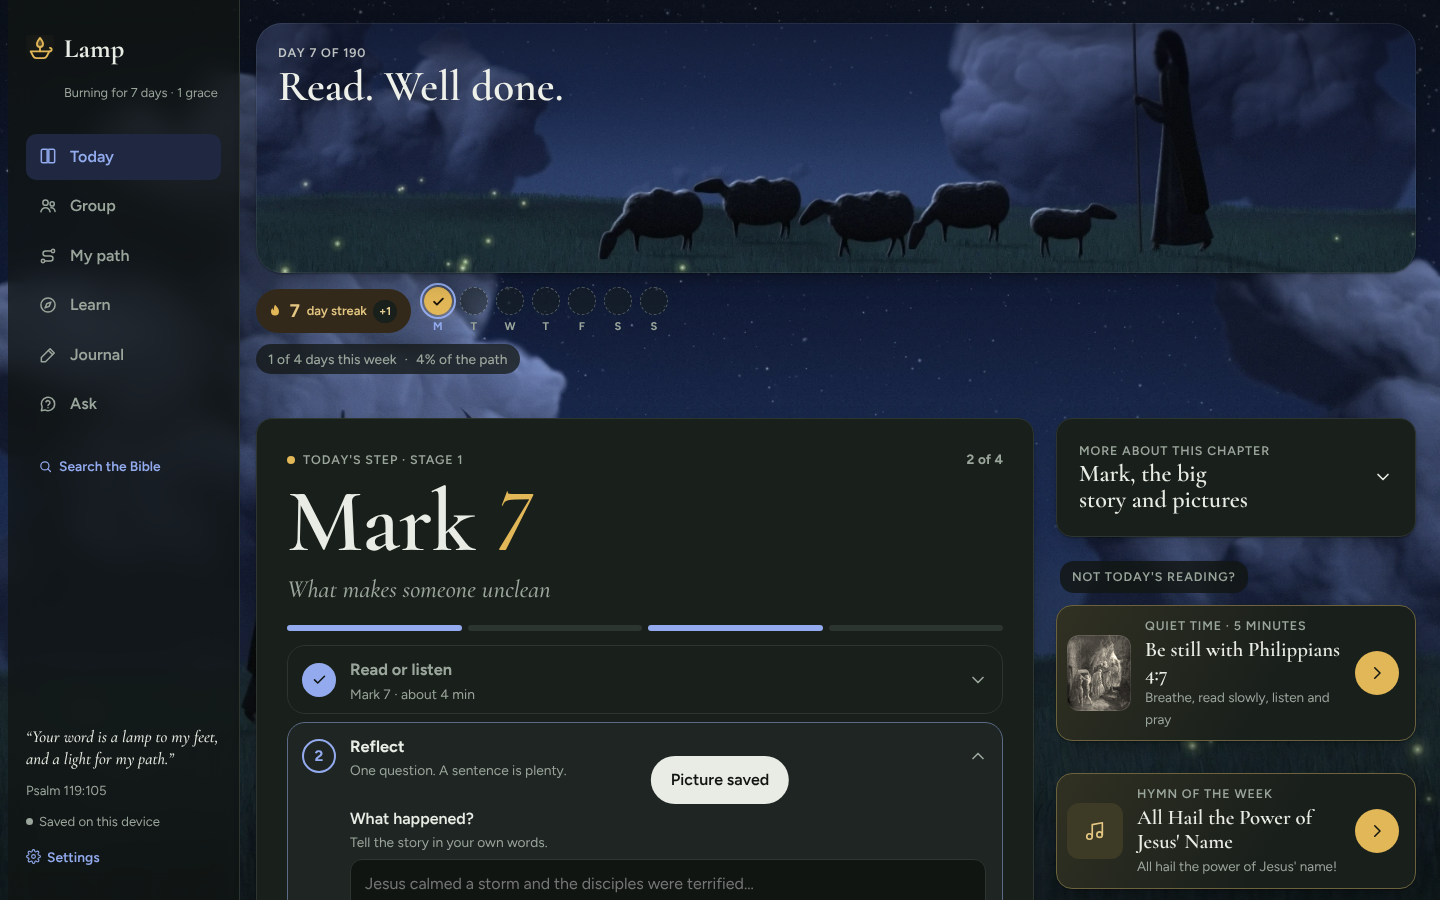 Lamp
Burning for 7 days · 1 grace
Today
Group
My path
Learn
Journal
Ask
Search the Bible
“Your word is a lamp to my feet,
and a light for my path.”
Psalm 119:105
Saved on this device
Settings
DAY 7 OF 190
Read. Well done.
7 day streak +1
M T W T F S S
1 of 4 days this week · 4% of the path
TODAY'S STEP · STAGE 1
2 of 4
Mark 7
What makes someone unclean
Read or listen
Mark 7 · about 4 min
2
Reflect
One question. A sentence is plenty.
Picture saved
What happened?
Tell the story in your own words.
Jesus calmed a storm and the disciples were terrified...
MORE ABOUT THIS CHAPTER
Mark, the big
story and pictures
NOT TODAY'S READING?
QUIET TIME · 5 MINUTES
Be still with Philippians
4:7
Breathe, read slowly, listen and
pray
HYMN OF THE WEEK
All Hail the Power of
Jesus' Name
All hail the power of Jesus' name!